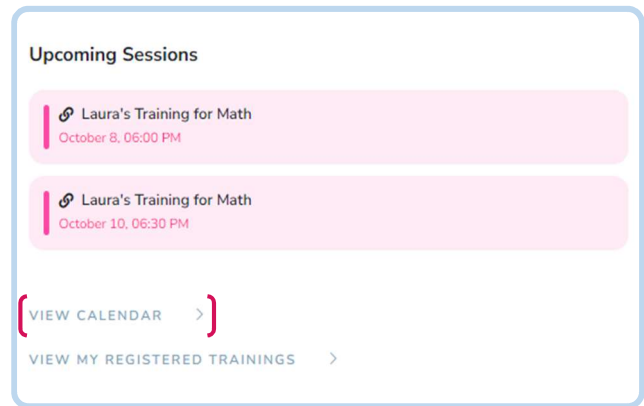 Upcoming Sessions
Laura's Training for Math
October 8, 06:00 PM
Laura's Training for Math
October 10, 06:30 PM
VIEW CALENDAR
VIEW MY REGISTERED TRAININGS